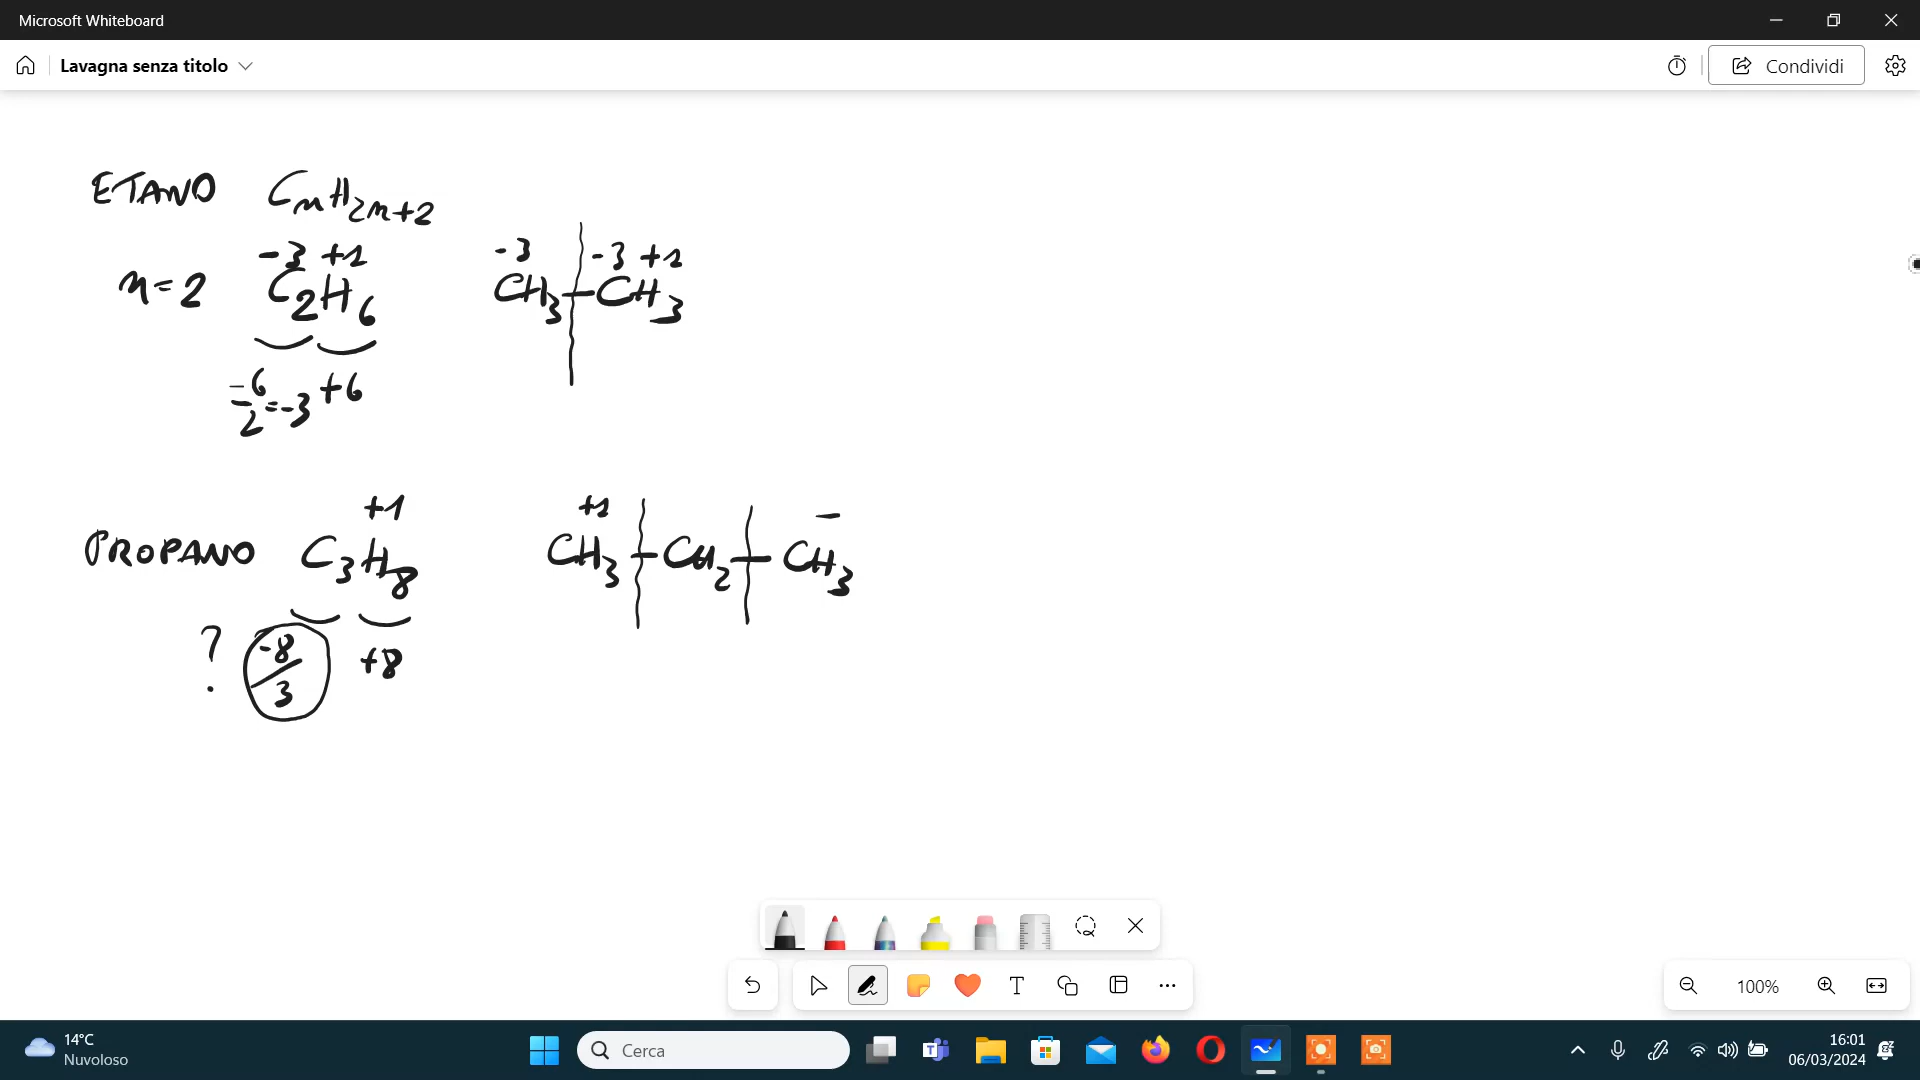 Microsoft Whiteboard
Lavagna senza titolo
Condividi
ETANO CnH2n+2
-3 +1
n=2 C2H6
-6/2=-3 +6
-3 -3 +1
CH3-CH3
+1
PROPANO C3H8
? -8/3 +8
+1 -
CH3-CH2-CH3
100%
14°C
Nuvoloso
Cerca
16:01
06/03/2024